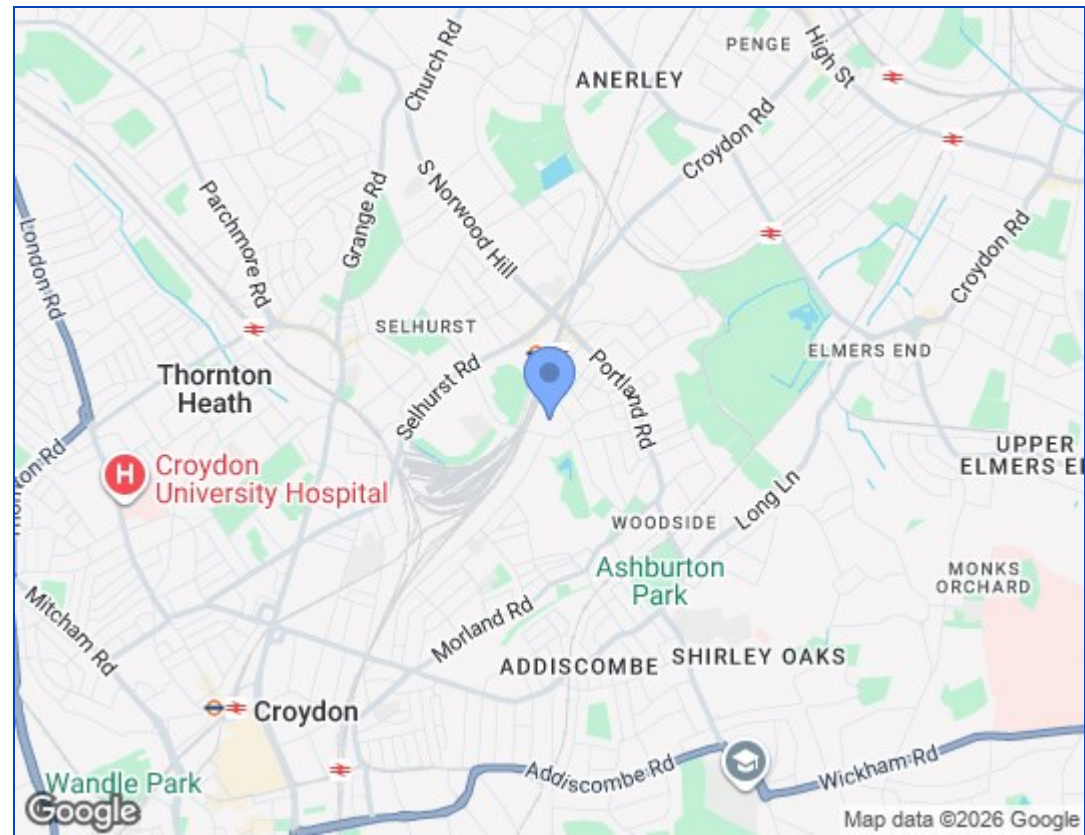 PENGE
High St
Church Rd
ANERLEY
Croydon Rd
Parchmore Rd
Grange Rd
S Norwood Hill
London Rd
Croydon Rd
SELHURST
ELMERS END
Thornton
Heath
Selhurst Rd
Portland Rd
UPPER
ELMERS E
H
Croydon
University Hospital
Long Ln
WOODSIDE
Ashburton
Park
MONKS
ORCHARD
Mitcham Rd
Morland Rd
ADDISCOMBE
SHIRLEY OAKS
Croydon
Addiscombe Rd
Wickham Rd
Wandle Park
Google
Map data ©2026 Google